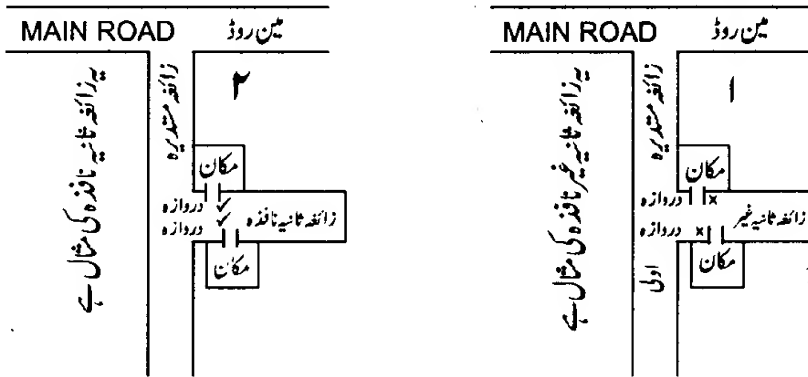 MAIN ROAD مین روڈ
۱
زائغہ مستدیرہ
اولی
یہ زائغہ ثانیہ غیر نافذہ کی مثال ہے
مکان
دروازہ ×
زائغہ ثانیہ غیر
دروازہ ×
مکان
MAIN ROAD مین روڈ
۲
زائغہ مستدیرہ
یہ زائغہ ثانیہ نافذہ کی مثال ہے
مکان
دروازہ ✓
زائغہ ثانیہ نافذہ
دروازہ ✓
مکان